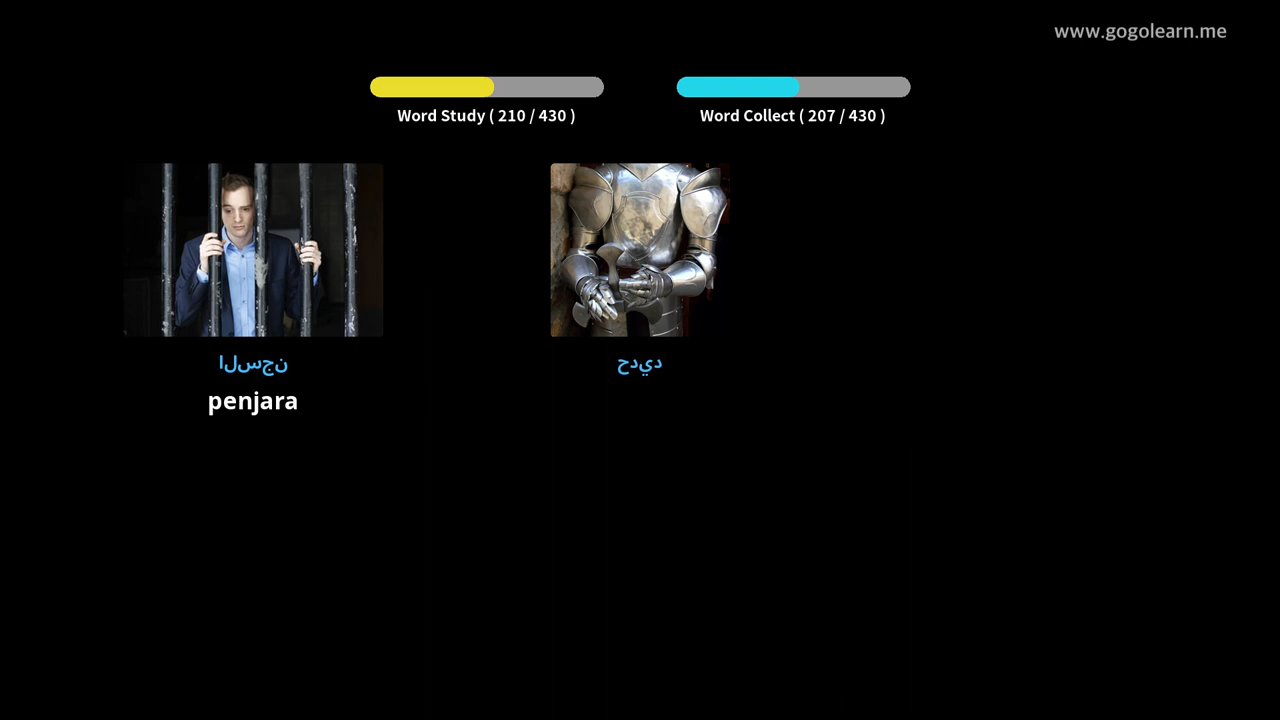 www.gogolearn.me
Word Study ( 210 / 430 )
Word Collect ( 207 / 430 )
السجن
penjara
حديد